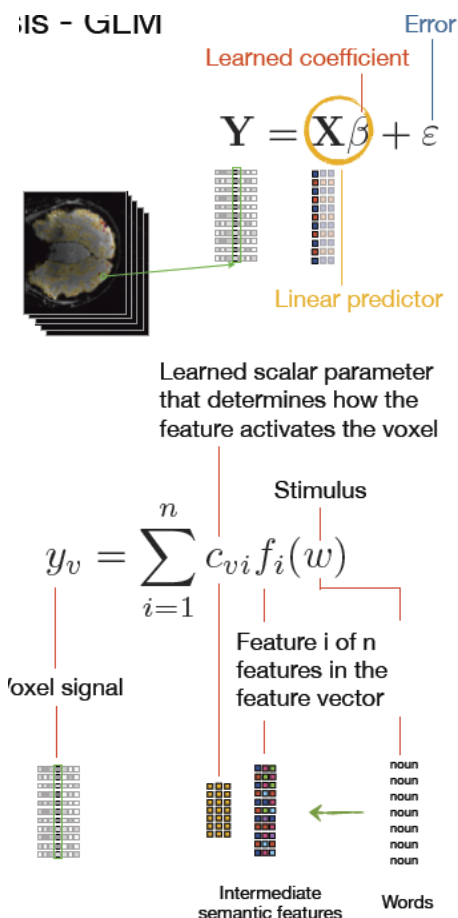 - GLM
Error
Learned coefficient
Y = Xβ + ε
Linear predictor
Learned scalar parameter
that determines how the
feature activates the voxel
Stimulus
y_v = \sum_{i=1}^{n} c_{vi} f_i(w)
Feature i of n
features in the
feature vector
oxel signal
noun
noun
noun
noun
noun
noun
noun
Intermediate
semantic features
Words